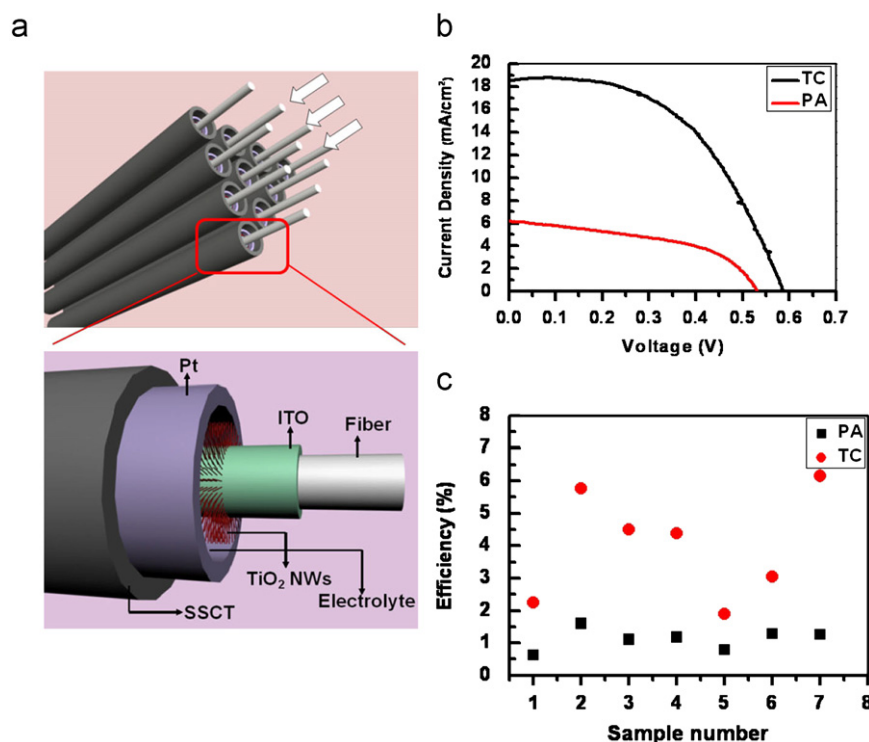 a
Pt
ITO
Fiber
TiO₂ NWs
Electrolyte
SSCT
b
20
18
16
14
12
10
8
6
4
2
0
Current Density (mA/cm²)
TC
PA
0.0 0.1 0.2 0.3 0.4 0.5 0.6 0.7
Voltage (V)
c
8
7
6
5
4
3
2
1
0
Efficiency (%)
PA
TC
1 2 3 4 5 6 7 8
Sample number